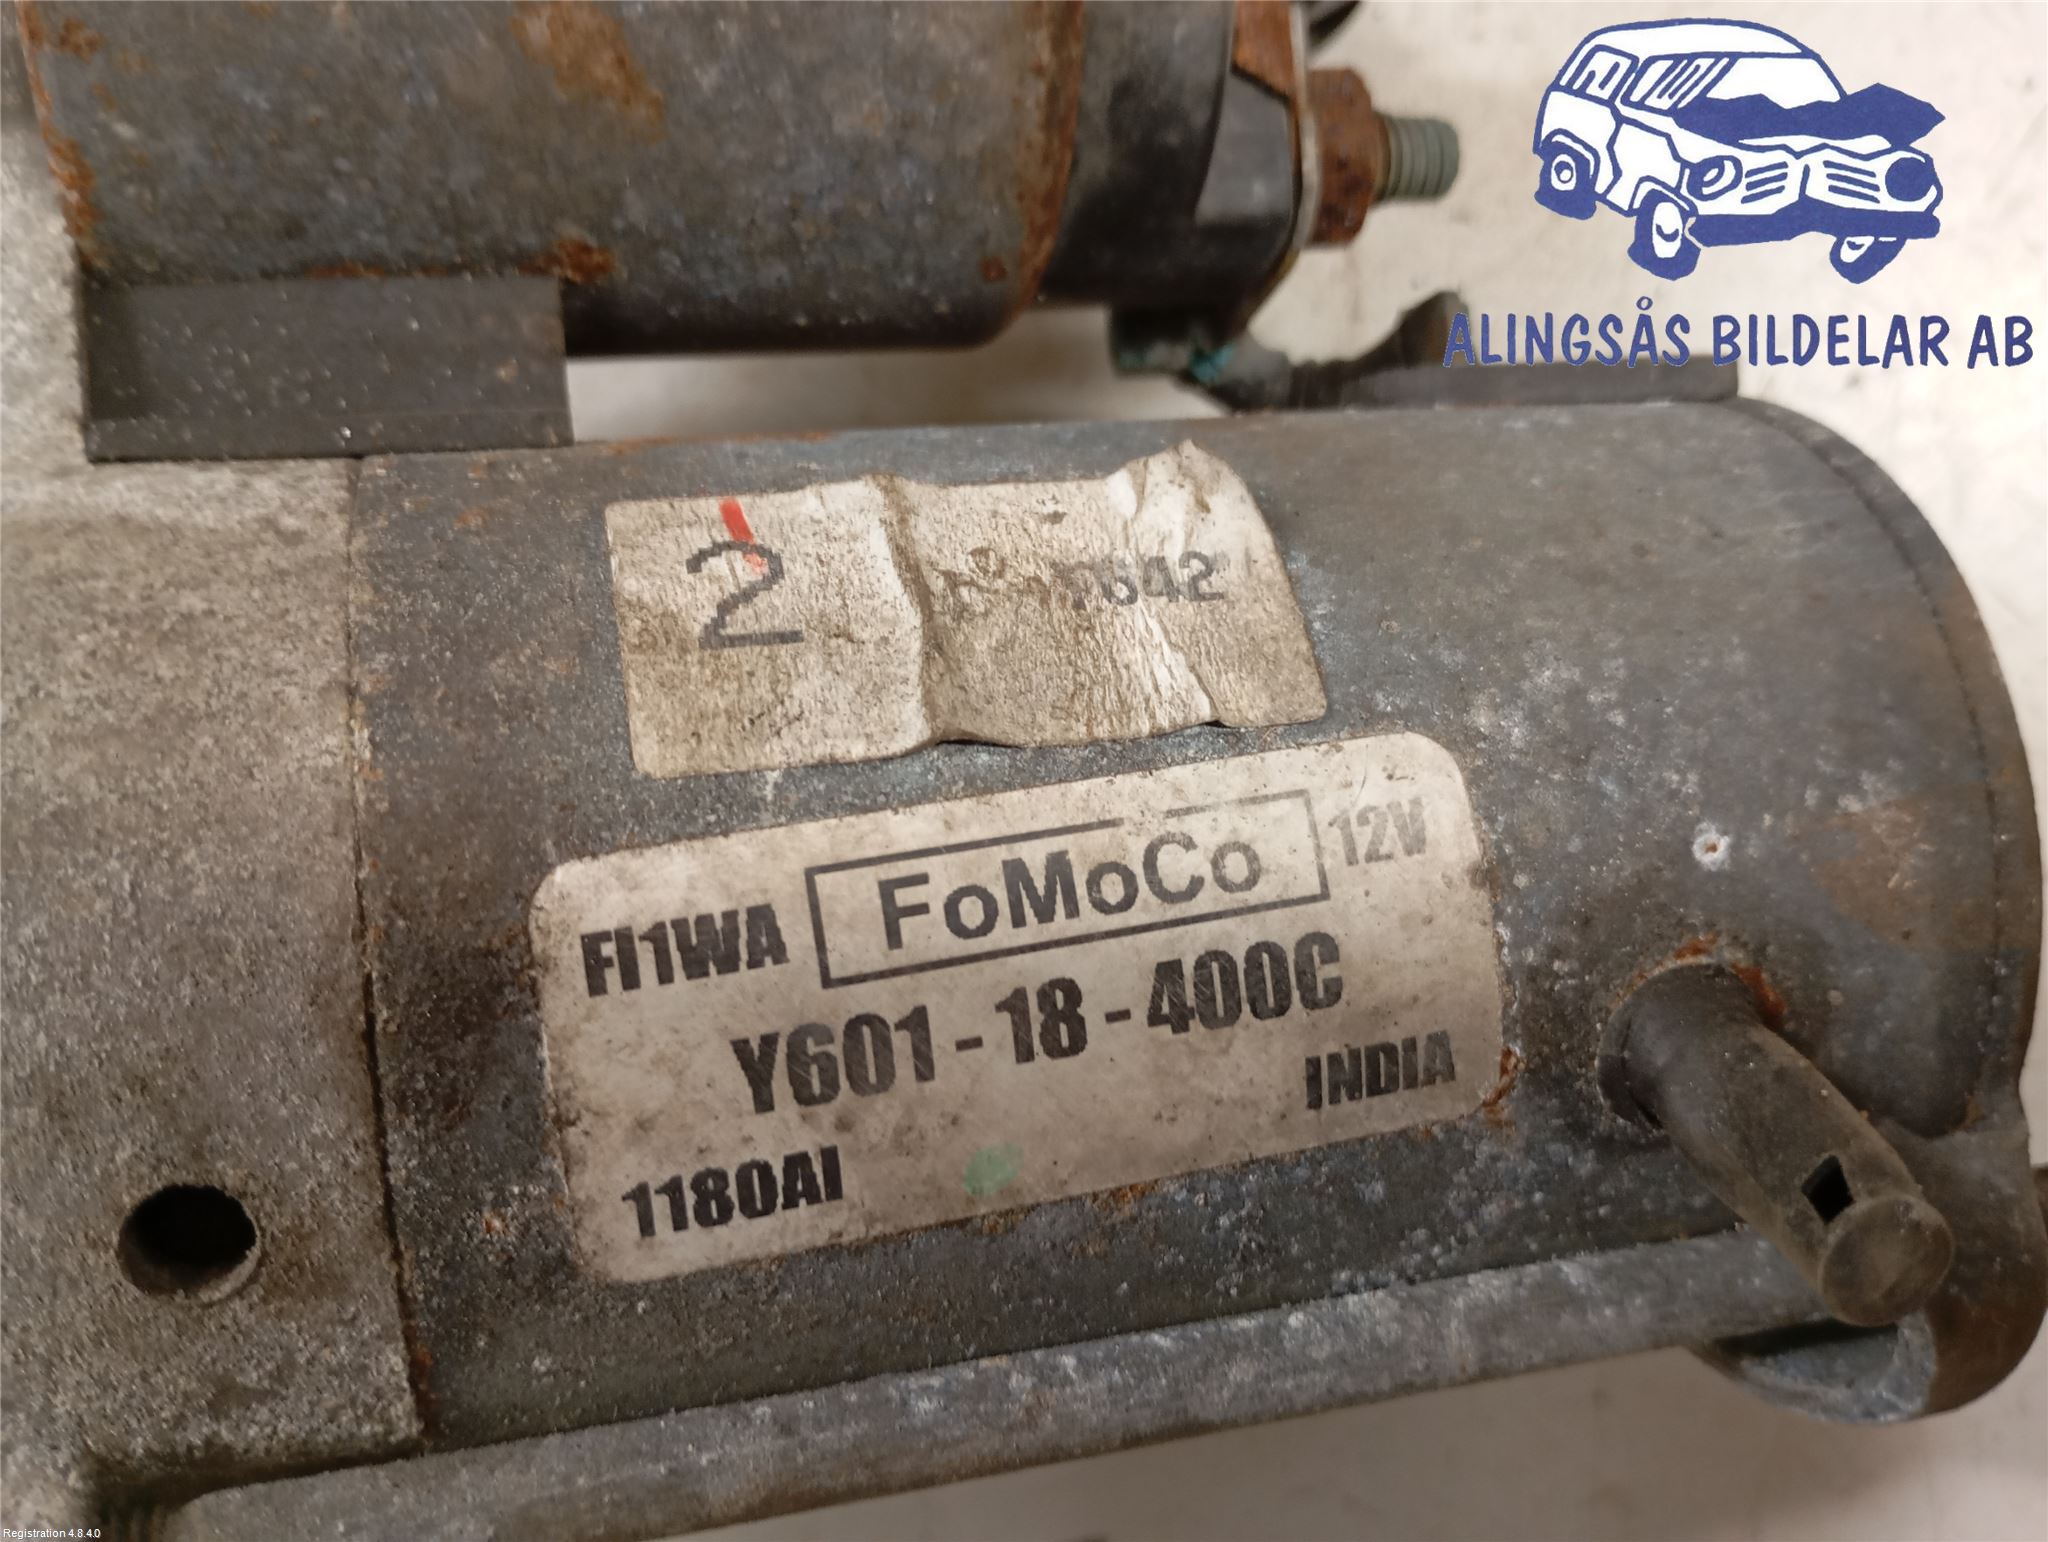 ALINGSÅS BILDELAR AB
2
FI1WA FoMoCo 12V
Y601-18-400C
INDIA
1180AI
Registration 4.8.4.0